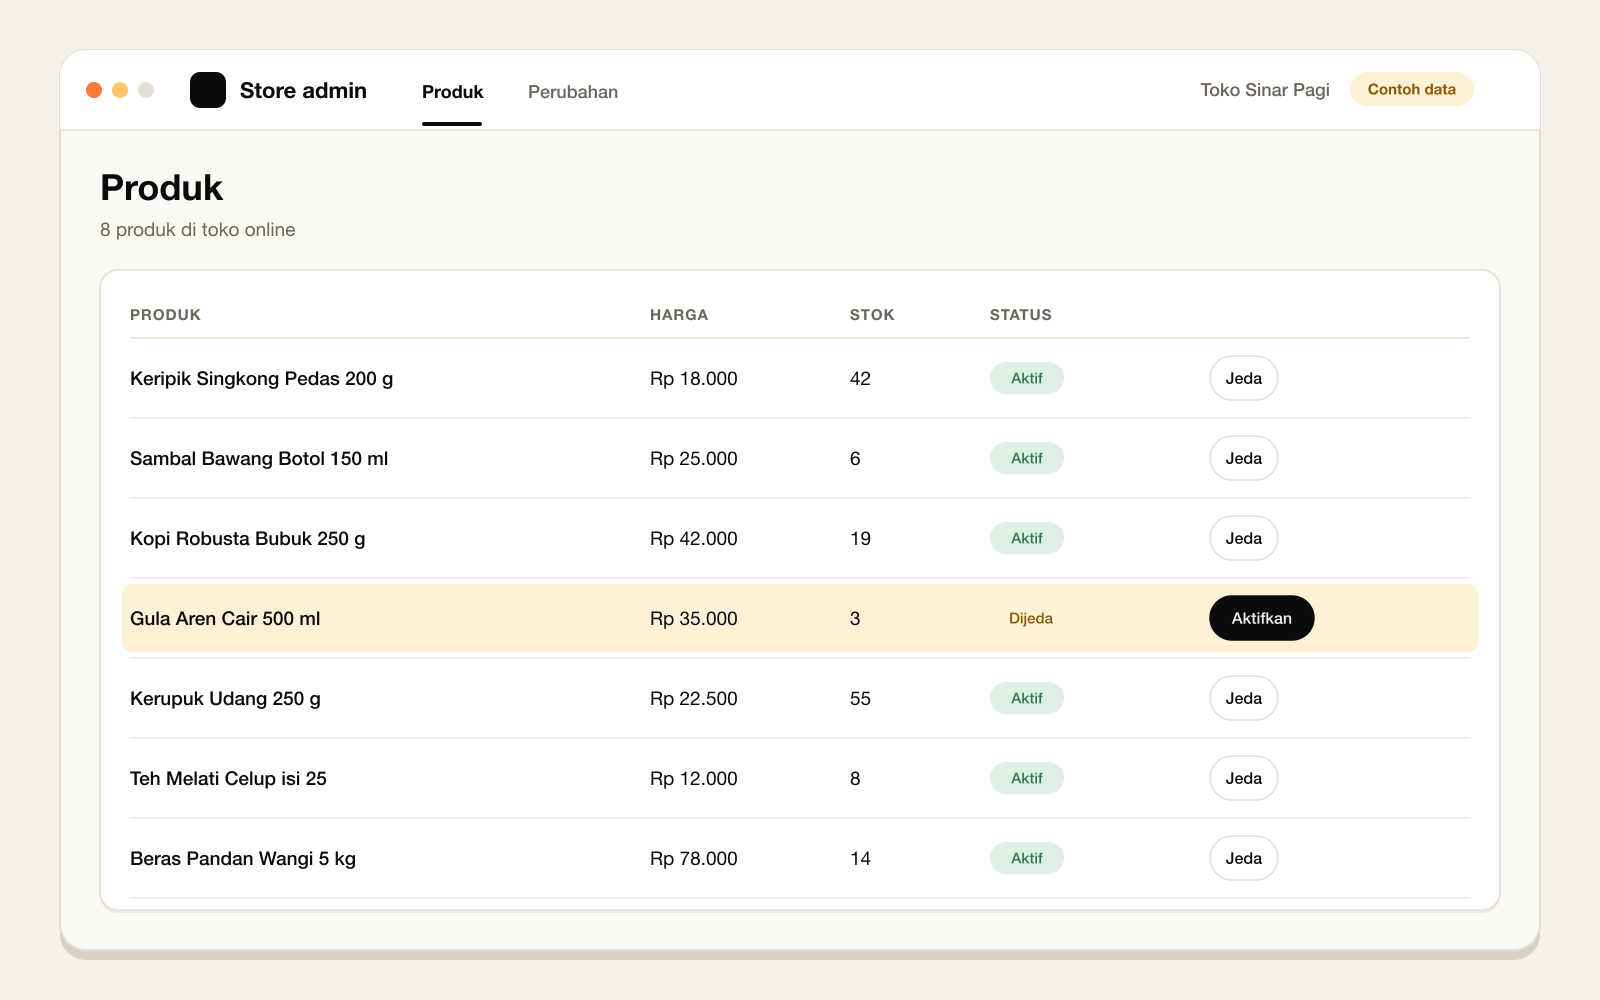 Store admin Produk Perubahan Toko Sinar Pagi Contoh data
Produk
8 produk di toko online
PRODUK HARGA STOK STATUS
Keripik Singkong Pedas 200 g Rp 18.000 42 Aktif Jeda
Sambal Bawang Botol 150 ml Rp 25.000 6 Aktif Jeda
Kopi Robusta Bubuk 250 g Rp 42.000 19 Aktif Jeda
Gula Aren Cair 500 ml Rp 35.000 3 Dijeda Aktifkan
Kerupuk Udang 250 g Rp 22.500 55 Aktif Jeda
Teh Melati Celup isi 25 Rp 12.000 8 Aktif Jeda
Beras Pandan Wangi 5 kg Rp 78.000 14 Aktif Jeda